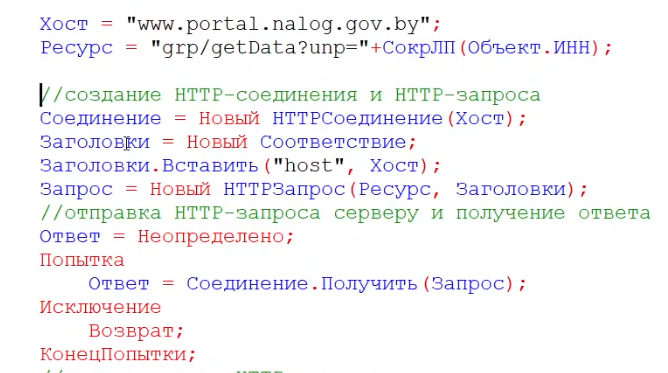 Хост = "www.portal.nalog.gov.by";
Ресурс = "grp/getData?unp="+СокрЛП(Объект.ИНН);
//создание HTTP-соединения и HTTP-запроса
Соединение = Новый HTTPСоединение(Хост);
Заголовки = Новый Соответствие;
Заголовки.Вставить("host", Хост);
Запрос = Новый HTTPЗапрос(Ресурс, Заголовки);
//отправка HTTP-запроса серверу и получение ответа
Ответ = Неопределено;
Попытка
Ответ = Соединение.Получить(Запрос);
Исключение
Возврат;
КонецПопытки;